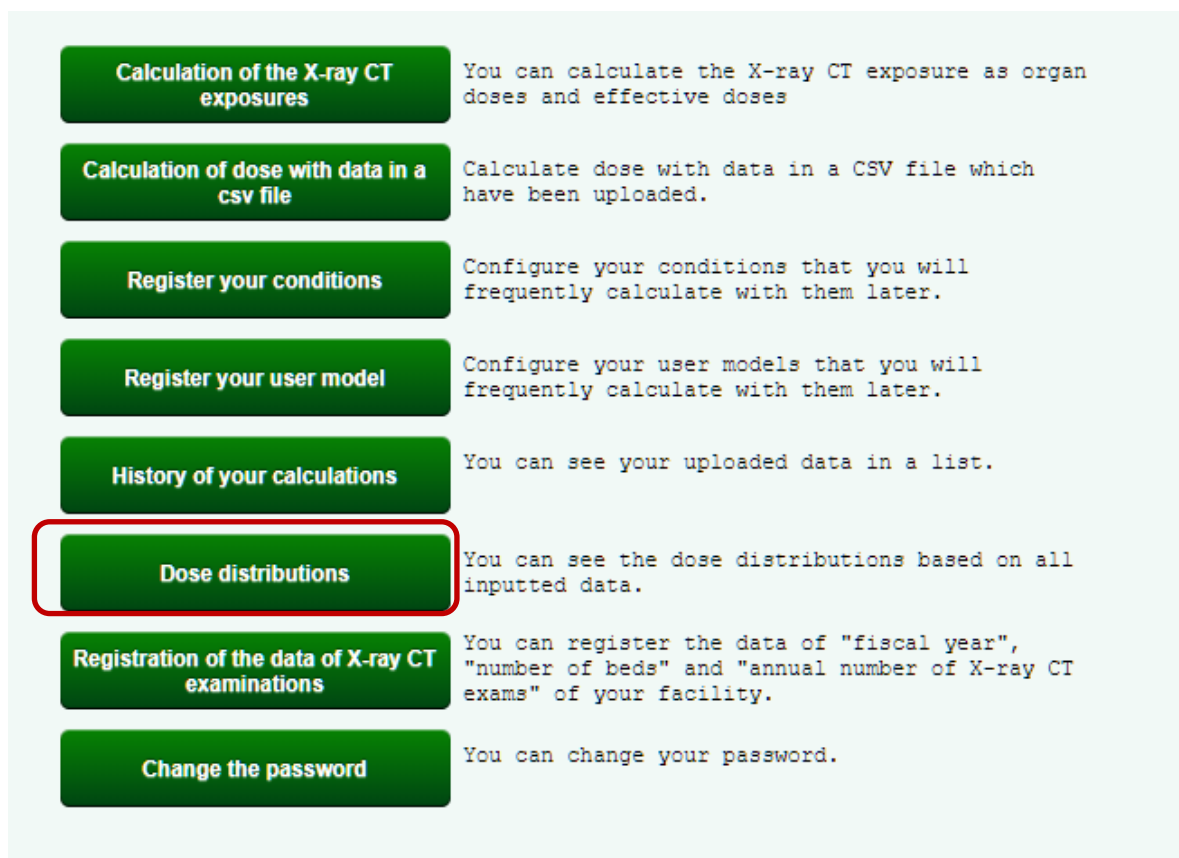 Calculation of the X-ray CT
exposures
You can calculate the X-ray CT exposure as organ
doses and effective doses
Calculation of dose with data in a
csv file
Calculate dose with data in a CSV file which
have been uploaded.
Register your conditions
Configure your conditions that you will
frequently calculate with them later.
Register your user model
Configure your user models that you will
frequently calculate with them later.
History of your calculations
You can see your uploaded data in a list.
Dose distributions
You can see the dose distributions based on all
inputted data.
Registration of the data of X-ray CT
examinations
You can register the data of "fiscal year",
"number of beds" and "annual number of X-ray CT
exams" of your facility.
Change the password
You can change your password.